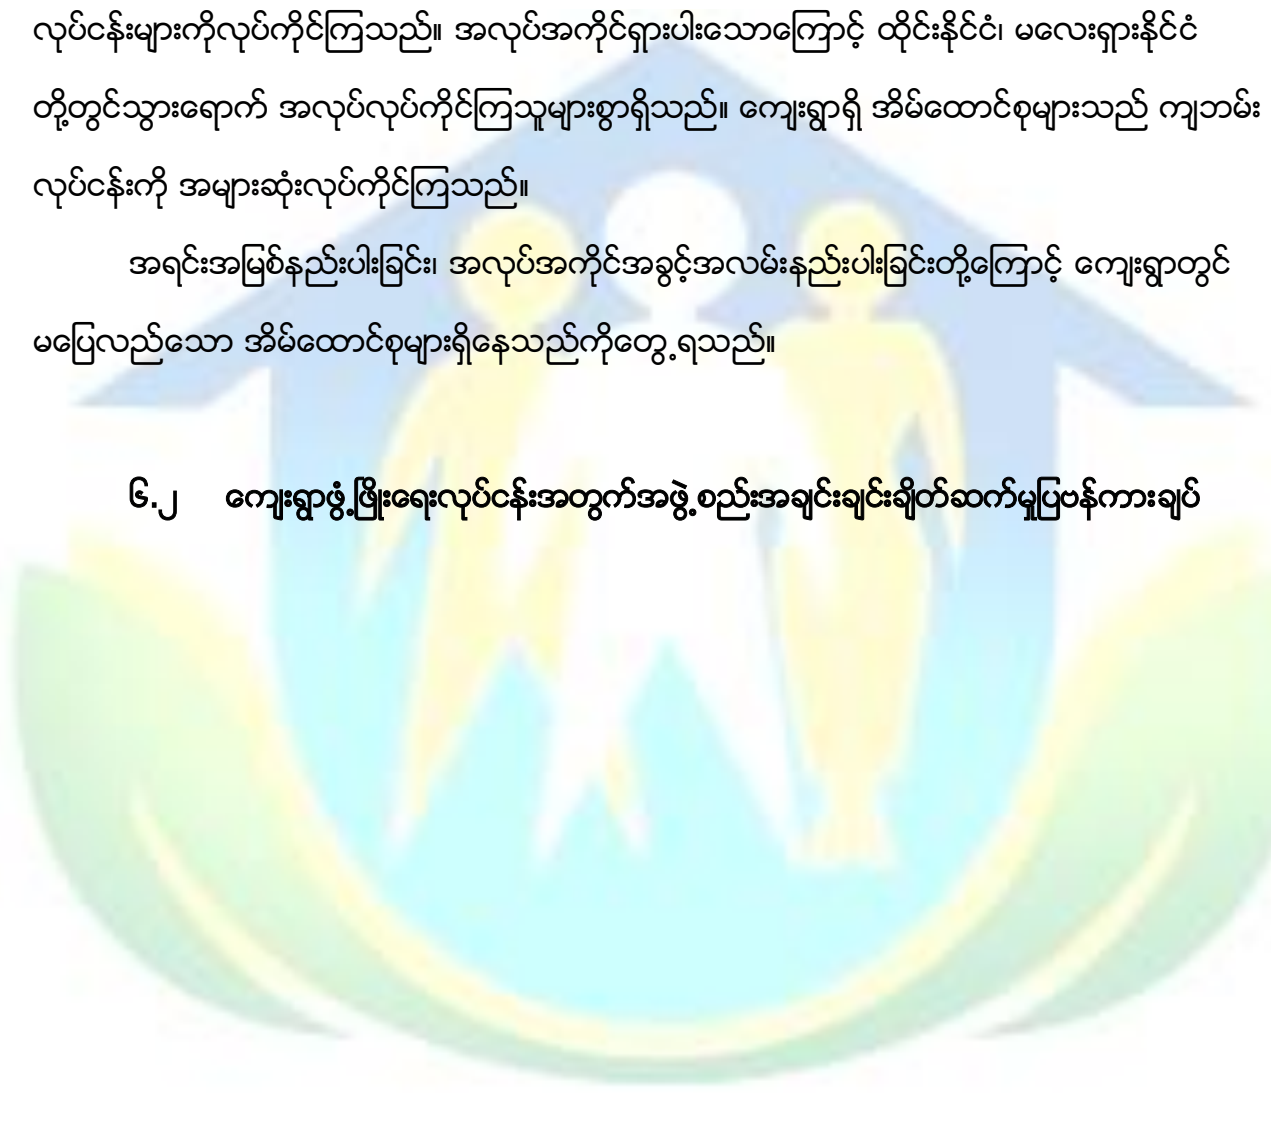 လုပ်ငန်းများကိုလုပ်ကိုင်ကြသည်။ အလုပ်အကိုင်ရှားပါးသောကြောင့် ထိုင်းနိုင်ငံ၊ မလေးရှားနိုင်ငံ
တို့တွင်သွားရောက် အလုပ်လုပ်ကိုင်ကြသူများစွာရှိသည်။ ကျေးရွာရှိ အိမ်ထောင်စုများသည် ကျဘမ်း
လုပ်ငန်းကို အများဆုံးလုပ်ကိုင်ကြသည်။
အရင်းအမြစ်နည်းပါးခြင်း၊ အလုပ်အကိုင်အခွင့်အလမ်းနည်းပါးခြင်းတို့ကြောင့် ကျေးရွာတွင်
မပြေလည်သော အိမ်ထောင်စုများရှိနေသည်ကိုတွေ့ရသည်။
၆.၂ ကျေးရွာဖွံ့ဖြိုးရေးလုပ်ငန်းအတွက်အဖွဲ့စည်းအချင်းချင်းချိတ်ဆက်မှုပြဗန်ကားချပ်